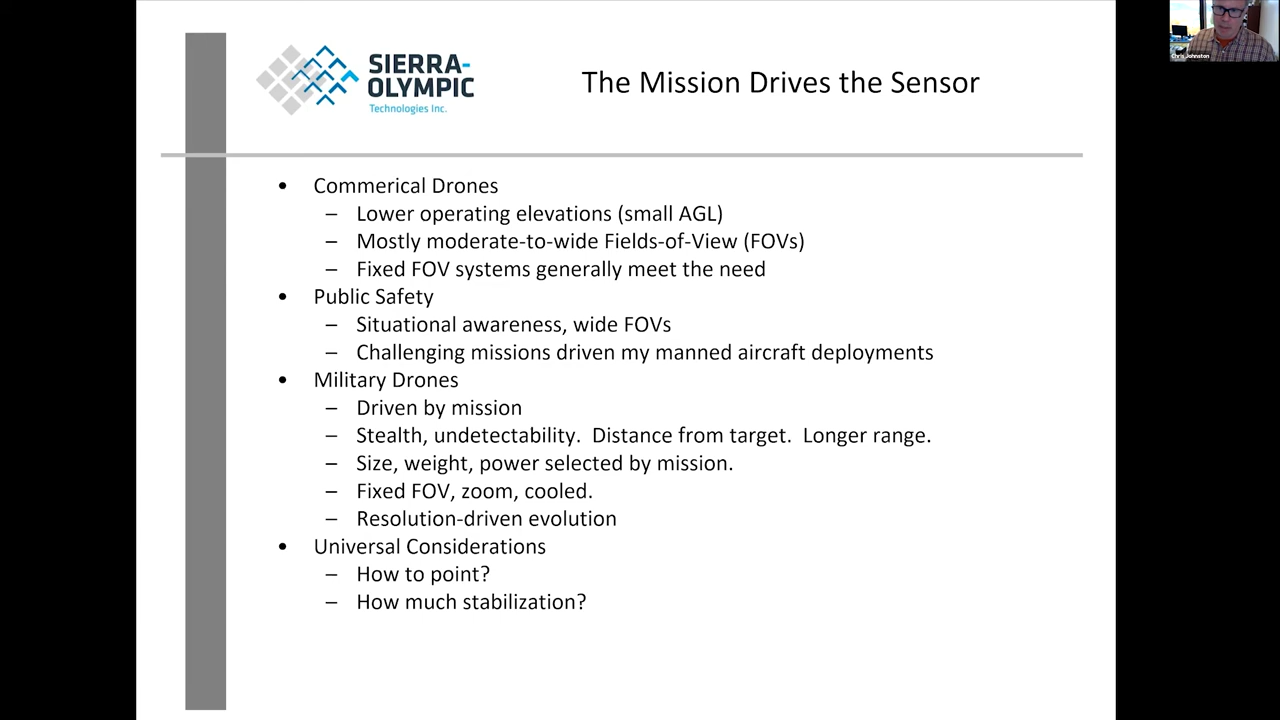 SIERRA-
OLYMPIC
Technologies Inc.
The Mission Drives the Sensor
Chris Johnston
• Commerical Drones
– Lower operating elevations (small AGL)
– Mostly moderate-to-wide Fields-of-View (FOVs)
– Fixed FOV systems generally meet the need
• Public Safety
– Situational awareness, wide FOVs
– Challenging missions driven my manned aircraft deployments
• Military Drones
– Driven by mission
– Stealth, undetectability. Distance from target. Longer range.
– Size, weight, power selected by mission.
– Fixed FOV, zoom, cooled.
– Resolution-driven evolution
• Universal Considerations
– How to point?
– How much stabilization?